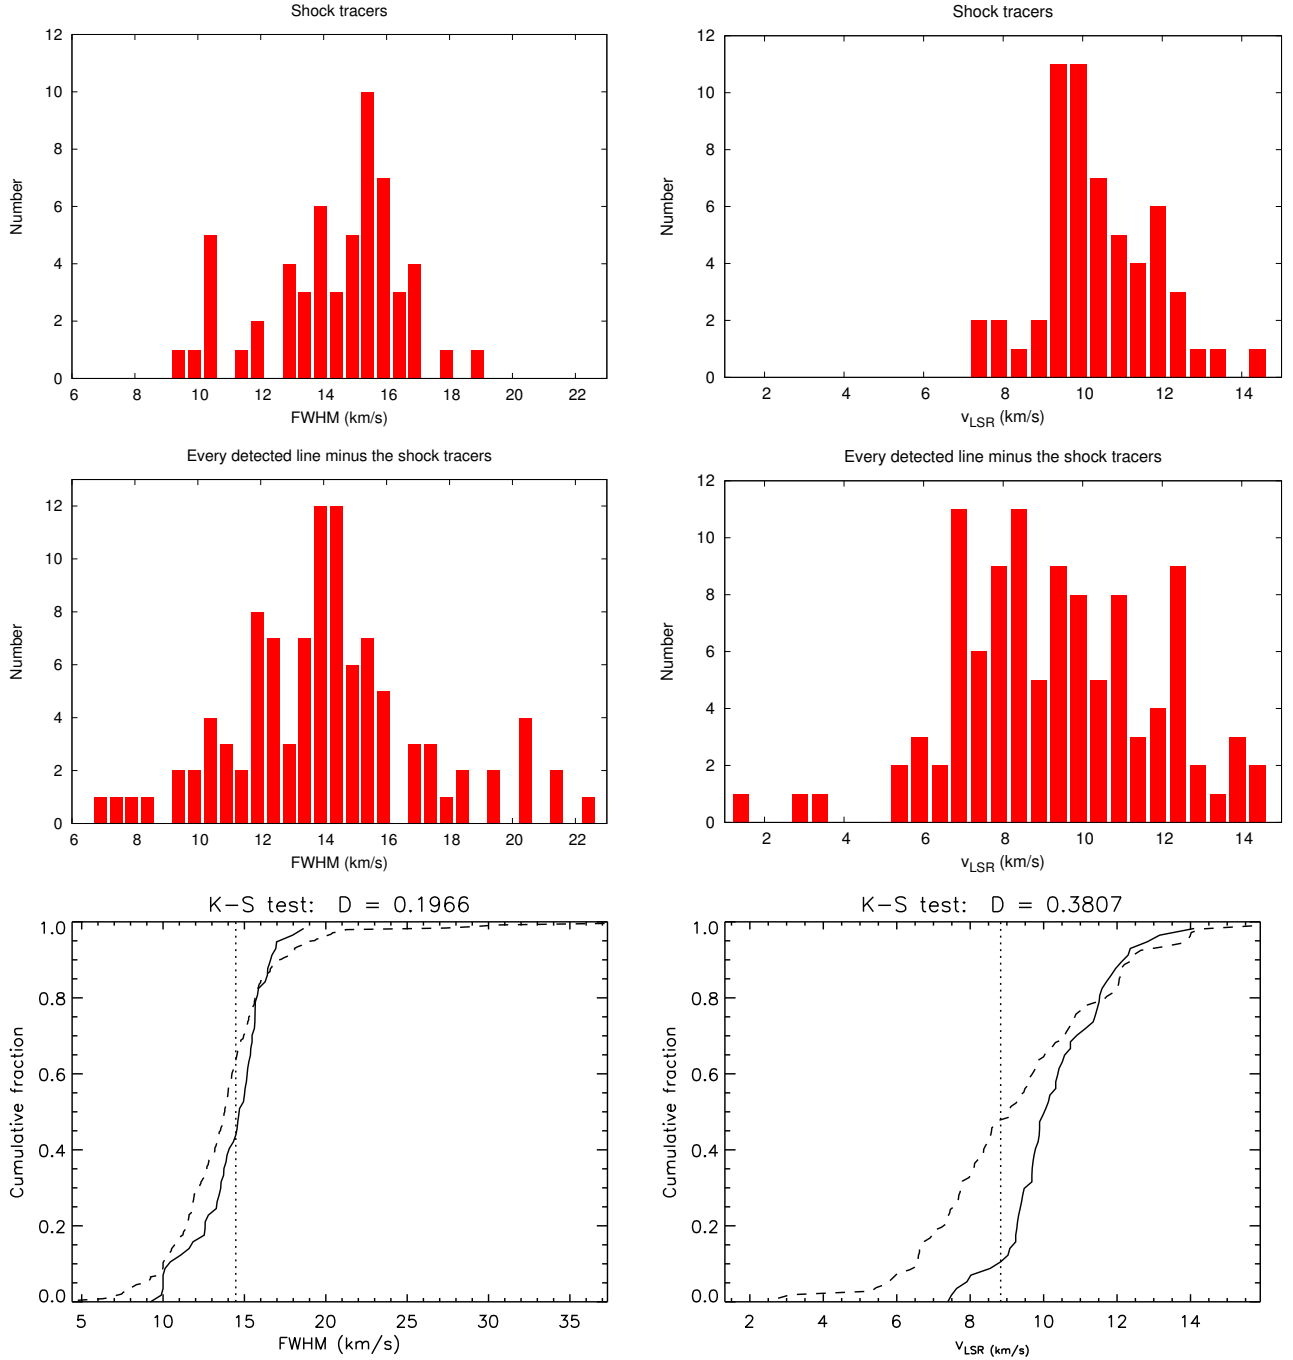 Shock tracers
12
10
8
6
4
2
0
Number
6 8 10 12 14 16 18 20 22
FWHM (km/s)
Shock tracers
12
10
8
6
4
2
0
Number
2 4 6 8 10 12 14
vLSR (km/s)
Every detected line minus the shock tracers
12
10
8
6
4
2
0
Number
6 8 10 12 14 16 18 20 22
FWHM (km/s)
Every detected line minus the shock tracers
12
10
8
6
4
2
0
Number
2 4 6 8 10 12 14
vLSR (km/s)
K-S test: D = 0.1966
1.0
0.8
0.6
0.4
0.2
0.0
Cumulative fraction
5 10 15 20 25 30 35
FWHM (km/s)
K-S test: D = 0.3807
1.0
0.8
0.6
0.4
0.2
0.0
Cumulative fraction
2 4 6 8 10 12 14
vLSR (km/s)